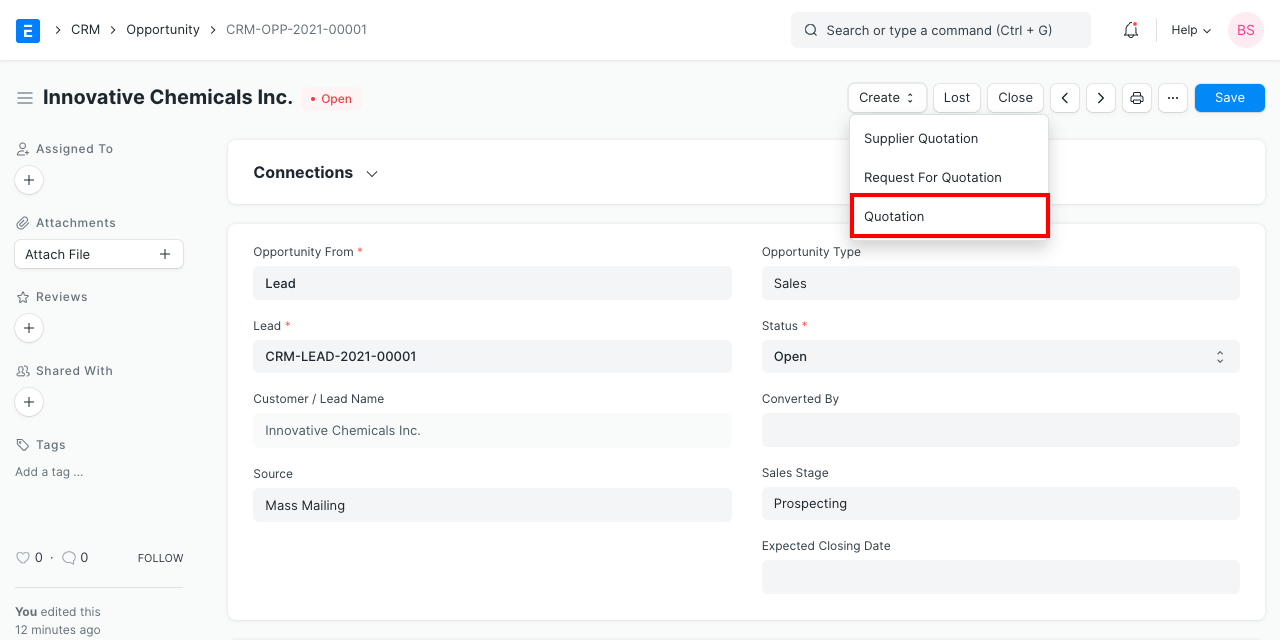 E
CRM
Opportunity
CRM-OPP-2021-00001
Search or type a command (Ctrl + G)
Help
BS
Innovative Chemicals Inc.
Open
Create
Lost
Close
Save
Supplier Quotation
Request For Quotation
Quotation
Assigned To
Attachments
Attach File
Reviews
Shared With
Tags
Add a tag ...
0 · 0
FOLLOW
You edited this
12 minutes ago
Connections
Opportunity From *
Lead
Lead *
CRM-LEAD-2021-00001
Customer / Lead Name
Innovative Chemicals Inc.
Source
Mass Mailing
Opportunity Type
Sales
Status *
Open
Converted By
Sales Stage
Prospecting
Expected Closing Date